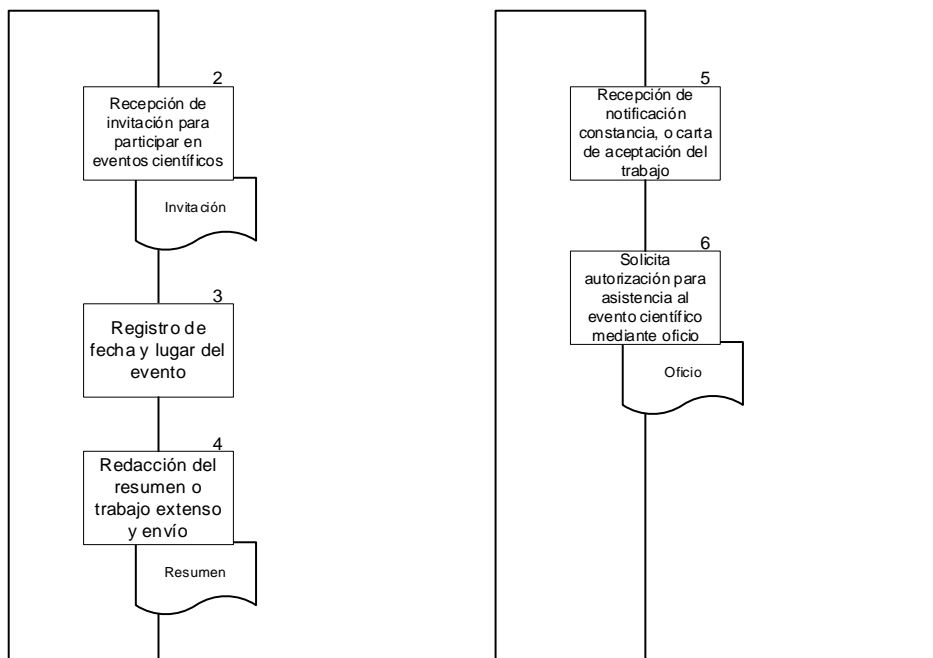 2
Recepción de
invitación para
participar en
eventos científicos
Invitación
3
Registro de
fecha y lugar del
evento
4
Redacción del
resumen o
trabajo extenso
y envío
Resumen
5
Recepción de
notificación
constancia, o carta
de aceptación del
trabajo
6
Solicita
autorización para
asistencia al
evento científico
mediante oficio
Oficio